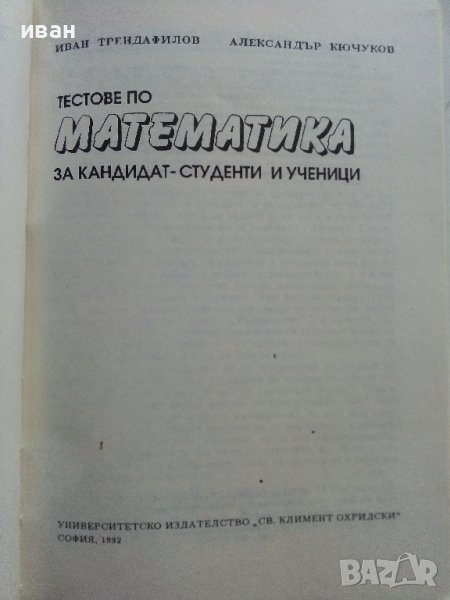 иван
ИВАН ТРЕНДАФИЛОВ АЛЕКСАНДЪР КЮЧУКОВ
ТЕСТОВЕ ПО
МАТЕМАТИКА
ЗА КАНДИДАТ-СТУДЕНТИ И УЧЕНИЦИ
УНИВЕРСИТЕТСКО ИЗДАТЕЛСТВО „СВ. КЛИМЕНТ ОХРИДСКИ“
СОФИЯ, 1992
BAZAR